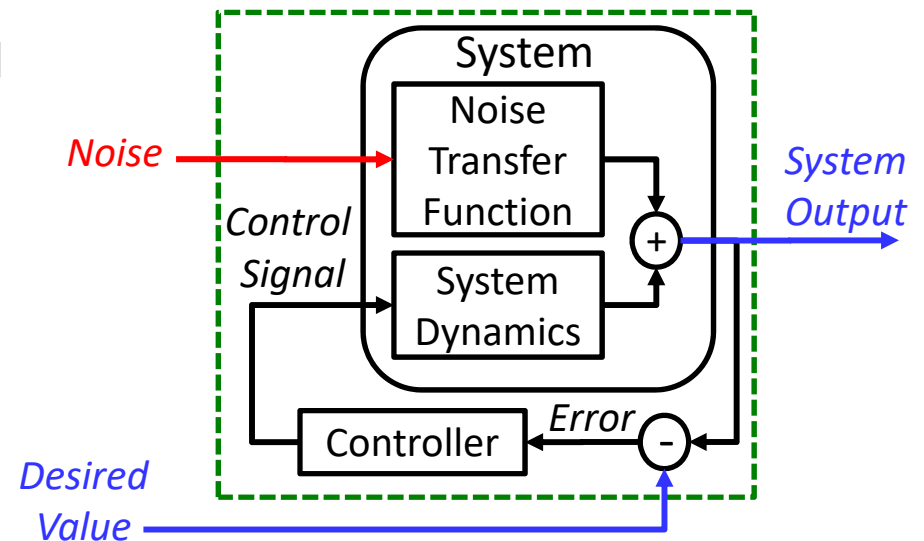 System
Noise
Transfer
Function
Noise
System
Output
+
Control
Signal
System
Dynamics
Error
Controller
-
Desired
Value